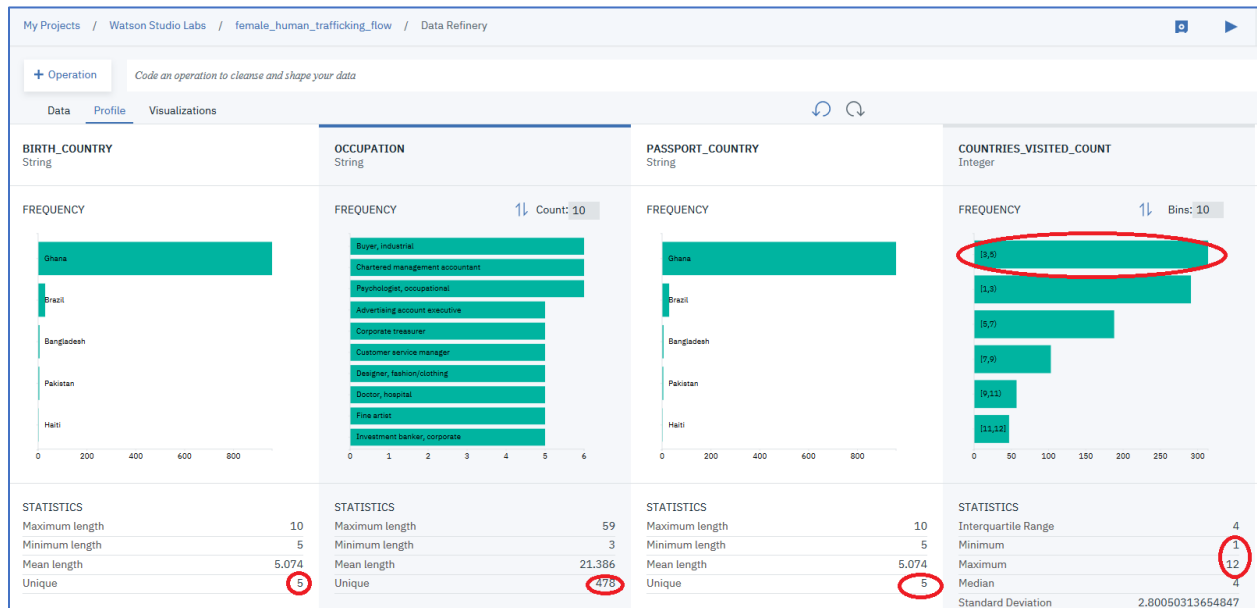 My Projects / Watson Studio Labs / female_human_trafficking_flow / Data Refinery
+ Operation
Code an operation to cleanse and shape your data
Data Profile Visualizations
BIRTH_COUNTRY
String
FREQUENCY
Ghana
Brazil
Bangladesh
Pakistan
Haiti
0 200 400 600 800
STATISTICS
Maximum length 10
Minimum length 5
Mean length 5.074
Unique 5
OCCUPATION
String
FREQUENCY Count: 10
Buyer, industrial
Chartered management accountant
Psychologist, occupational
Advertising account executive
Corporate treasurer
Customer service manager
Designer, fashion/clothing
Doctor, hospital
Fine artist
Investment banker, corporate
0 1 2 3 4 5 6
STATISTICS
Maximum length 59
Minimum length 3
Mean length 21.386
Unique 478
PASSPORT_COUNTRY
String
FREQUENCY
Ghana
Brazil
Bangladesh
Pakistan
Haiti
0 200 400 600 800
STATISTICS
Maximum length 10
Minimum length 5
Mean length 5.074
Unique 5
COUNTRIES_VISITED_COUNT
Integer
FREQUENCY Bins: 10
[3,5)
[1,3)
[5,7)
[7,9)
[9,11)
[11,12]
0 50 100 150 200 250 300
STATISTICS
Interquartile Range 4
Minimum 1
Maximum 12
Median 4
Standard Deviation 2.80050313654847